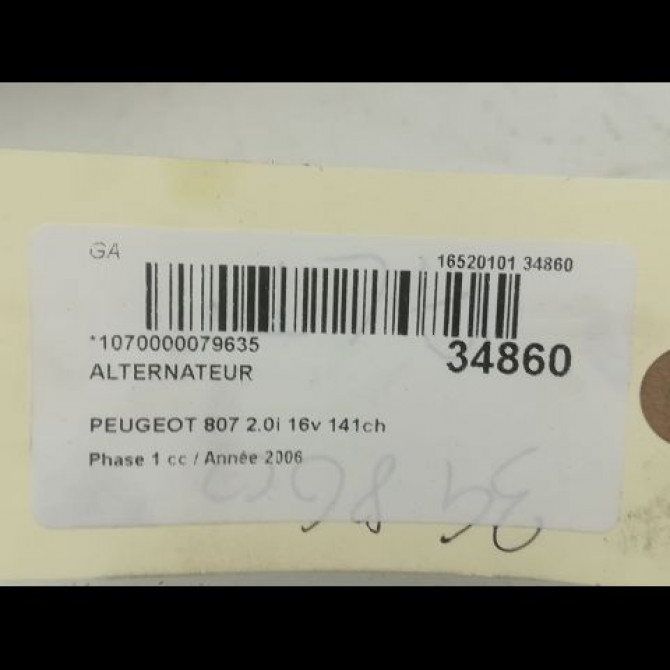 GA
16520101 34860
*1070000079635
34860
ALTERNATEUR
PEUGEOT 807 2.0i 16v 141ch
Phase 1 cc / Année 2006